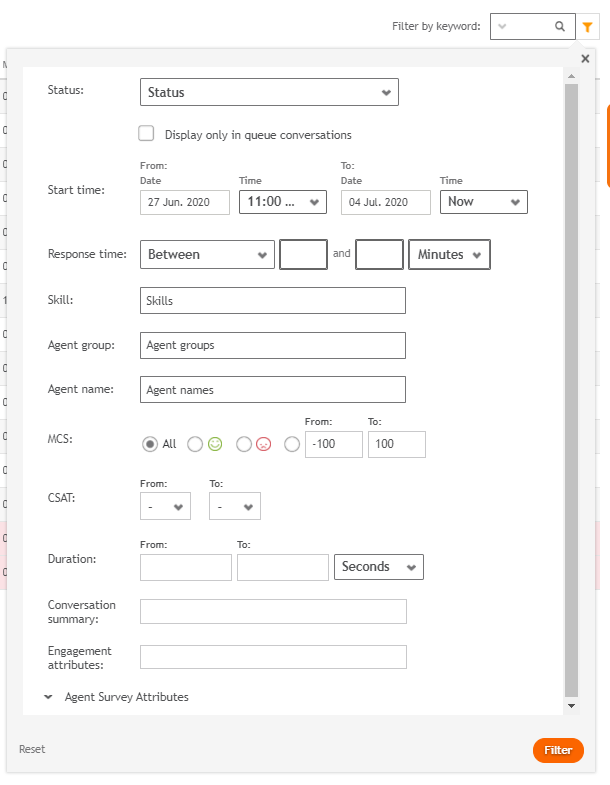 Filter by keyword:
Status: Status
Display only in queue conversations
From: To:
Date Time Date Time
Start time: 27 Jun. 2020 11:00 ... 04 Jul. 2020 Now
Response time: Between and Minutes
Skill: Skills
Agent group: Agent groups
Agent name: Agent names
From: To:
MCS: All -100 100
From: To:
CSAT: - -
From: To:
Duration: Seconds
Conversation
summary:
Engagement
attributes:
Agent Survey Attributes
Reset Filter